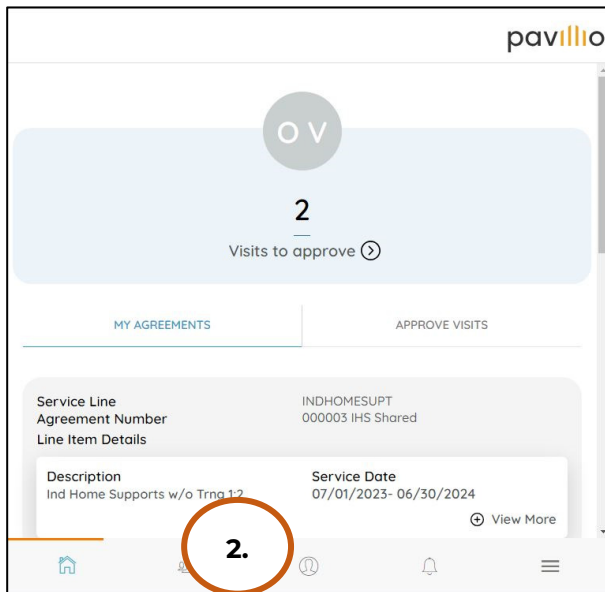 pavillio
O V
2
Visits to approve
MY AGREEMENTS APPROVE VISITS
Service Line INDHOMESUPT
Agreement Number 000003 IHS Shared
Line Item Details
Description Service Date
Ind Home Supports w/o Trng 1:2 07/01/2023- 06/30/2024
View More
2.